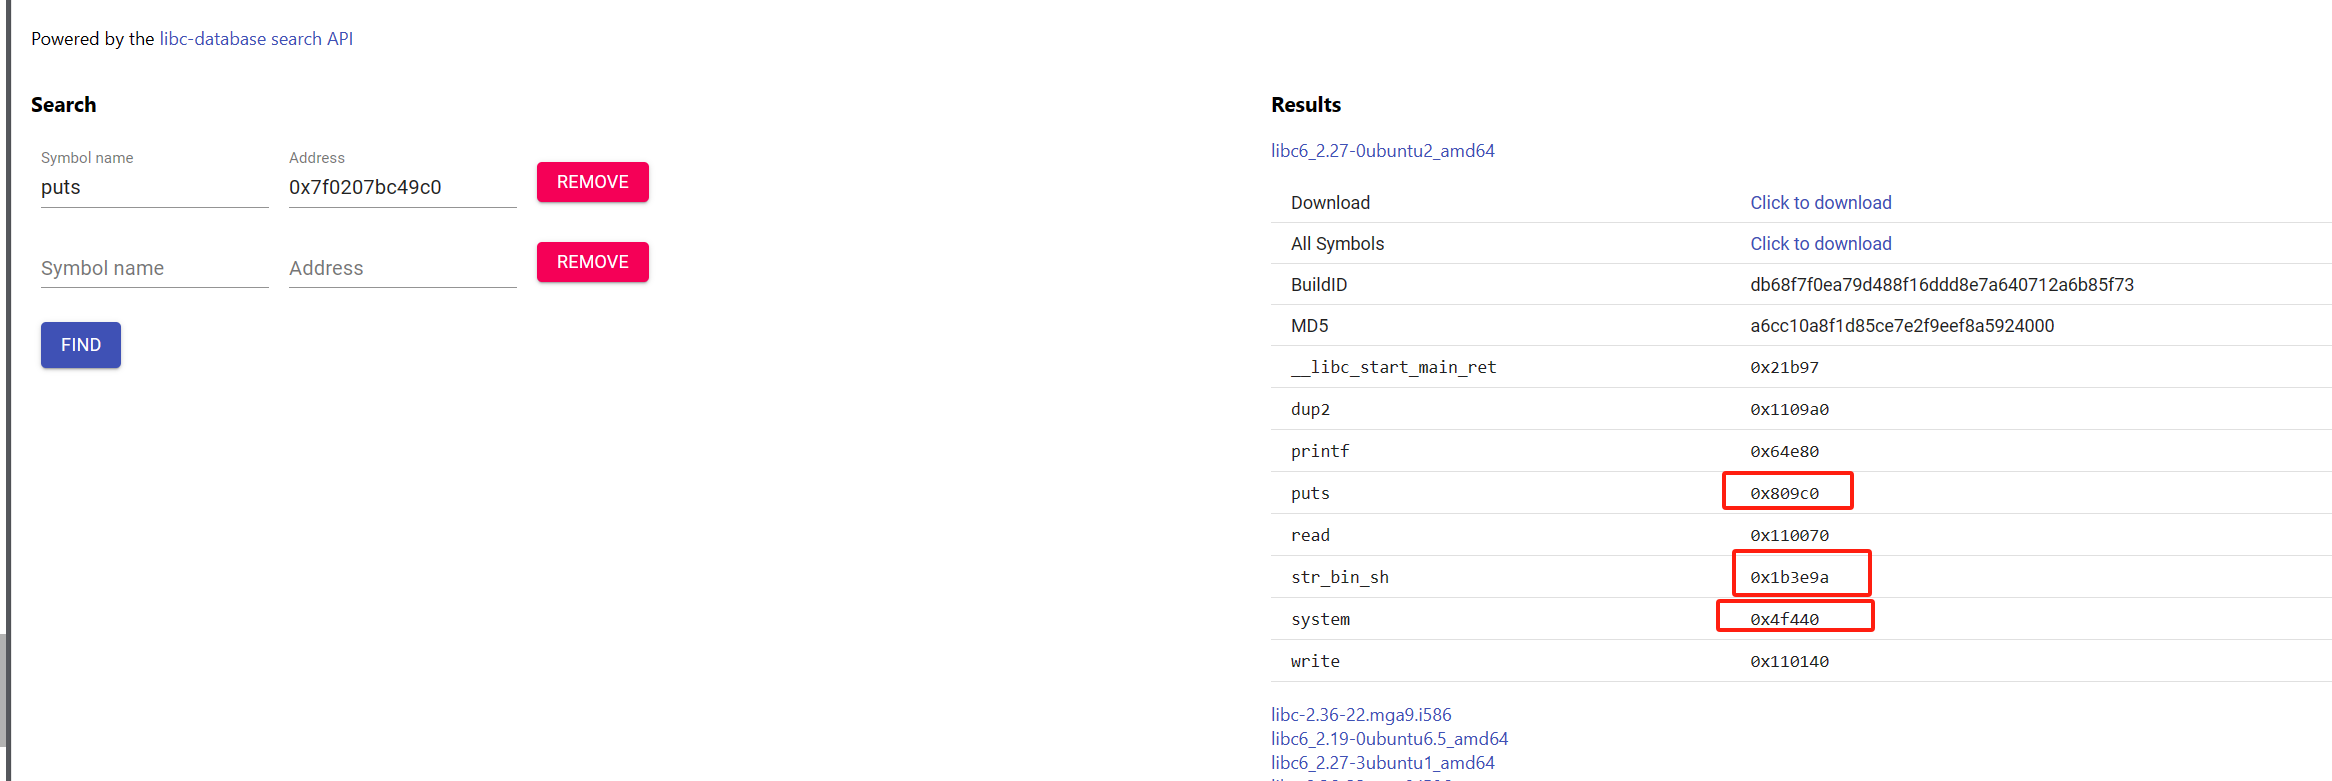 Powered by the libc-database search API
Search
Symbol name Address
puts 0x7f0207bc49c0 REMOVE
Symbol name Address REMOVE
FIND
Results
libc6_2.27-0ubuntu2_amd64
Download Click to download
All Symbols Click to download
BuildID db68f7f0ea79d488f16ddd8e7a640712a6b85f73
MD5 a6cc10a8f1d85ce7e2f9eef8a5924000
__libc_start_main_ret 0x21b97
dup2 0x1109a0
printf 0x64e80
puts 0x809c0
read 0x110070
str_bin_sh 0x1b3e9a
system 0x4f440
write 0x110140
libc-2.36-22.mga9.i586
libc6_2.19-0ubuntu6.5_amd64
libc6_2.27-3ubuntu1_amd64